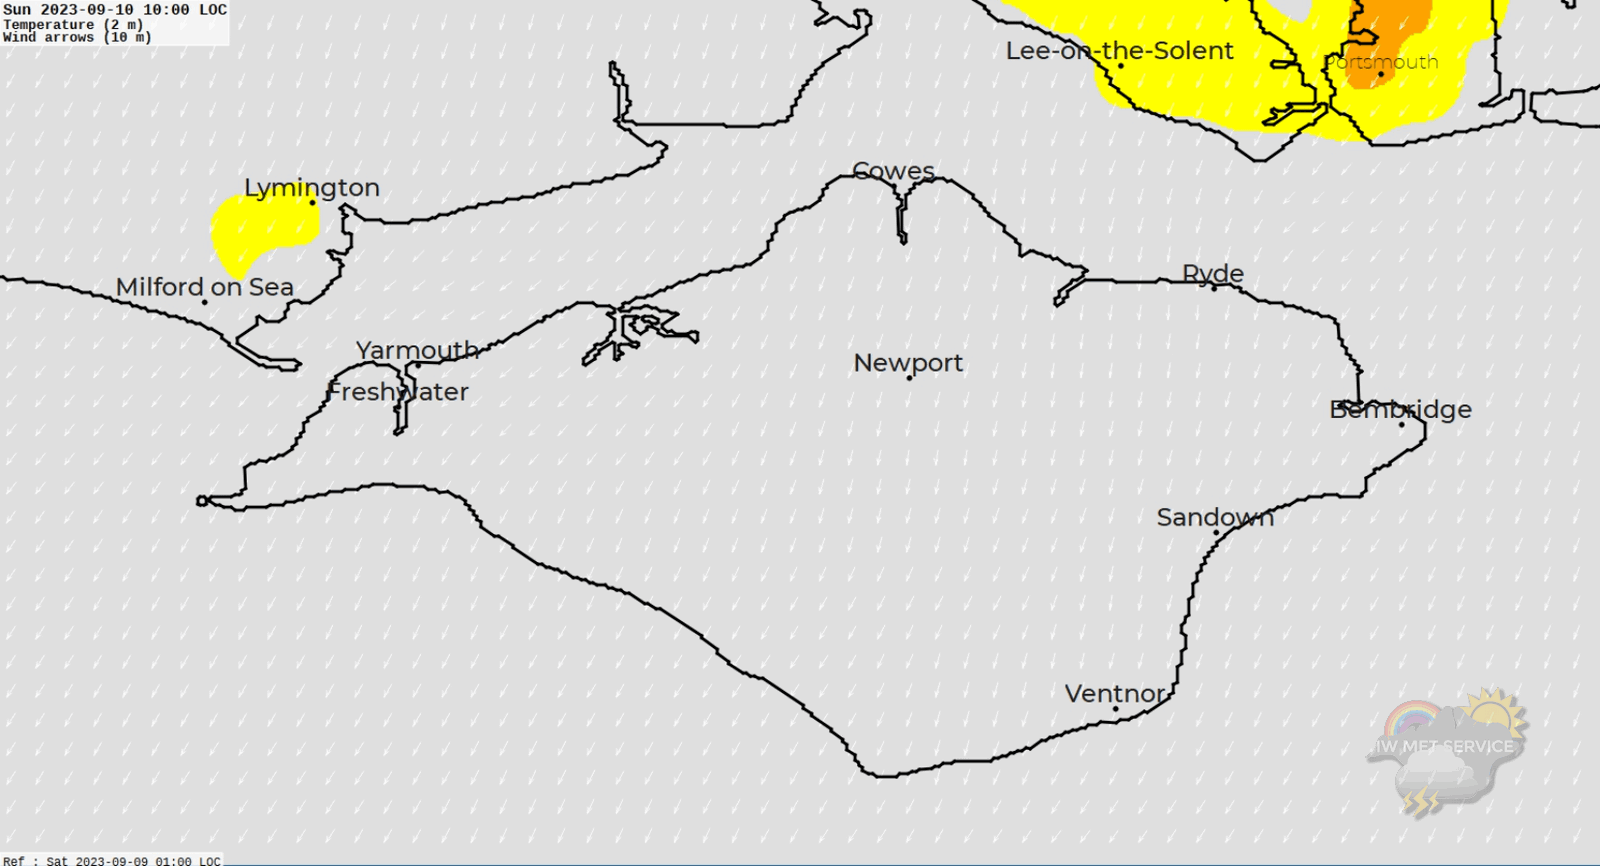 Sun 2023-09-10 10:00 LOC
Temperature (2 m)
Wind arrows (10 m)
Lee-on-the-Solent
Portsmouth
Cowes
Lymington
Ryde
Milford on Sea
Yarmouth
Newport
Freshwater
Bembridge
Sandown
Ventnor
IW MET SERVICE
Ref : Sat 2023-09-09 01:00 LOC